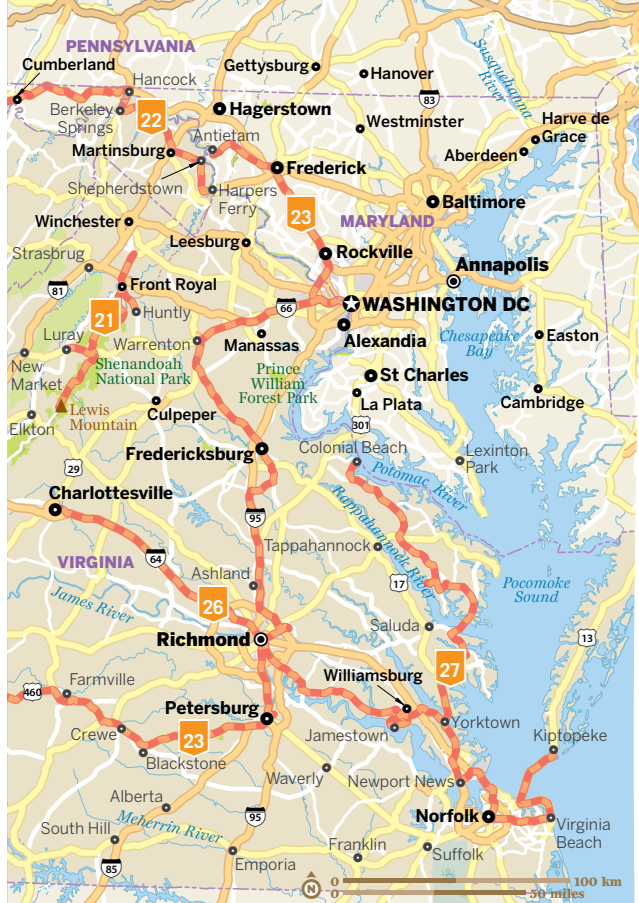 PENNSYLVANIA
Cumberland
Gettysburg
Hanover
Susquehanna
River
Hancock
83
Berkeley
Springs
22
Hagerstown
Westminster
Harve de
Grace
Antietam
Martinsburg
Aberdeen
Frederick
Shepherdstown
Harpers
Ferry
23
Baltimore
Winchester
MARYLAND
Leesburg
Strasbrug
Rockville
Annapolis
81
Front Royal
66
WASHINGTON DC
21
Huntly
Alexandia
Chesapeake
Bay
Easton
Luray
Warrenton
Manassas
New
Market
Shenandoah
National Park
Prince
William
Forest Park
St Charles
La Plata
Cambridge
Lewis
Mountain
Culpeper
Elkton
301
Fredericksburg
Colonial Beach
Lexinton
Park
29
Potomac River
Charlottesville
Rappahannock River
95
VIRGINIA
64
Tappahannock
Ashland
17
Pocomoke
Sound
James River
26
Saluda
Richmond
13
27
Williamsburg
460
Farmville
Petersburg
Yorktown
Crewe
23
Jamestown
Kiptopeke
Blackstone
Waverly
Newport News
Alberta
95
Norfolk
Meherrin River
Virginia
Beach
South Hill
Franklin
Suffolk
85
Emporia
N
0 100 km
0 50 miles